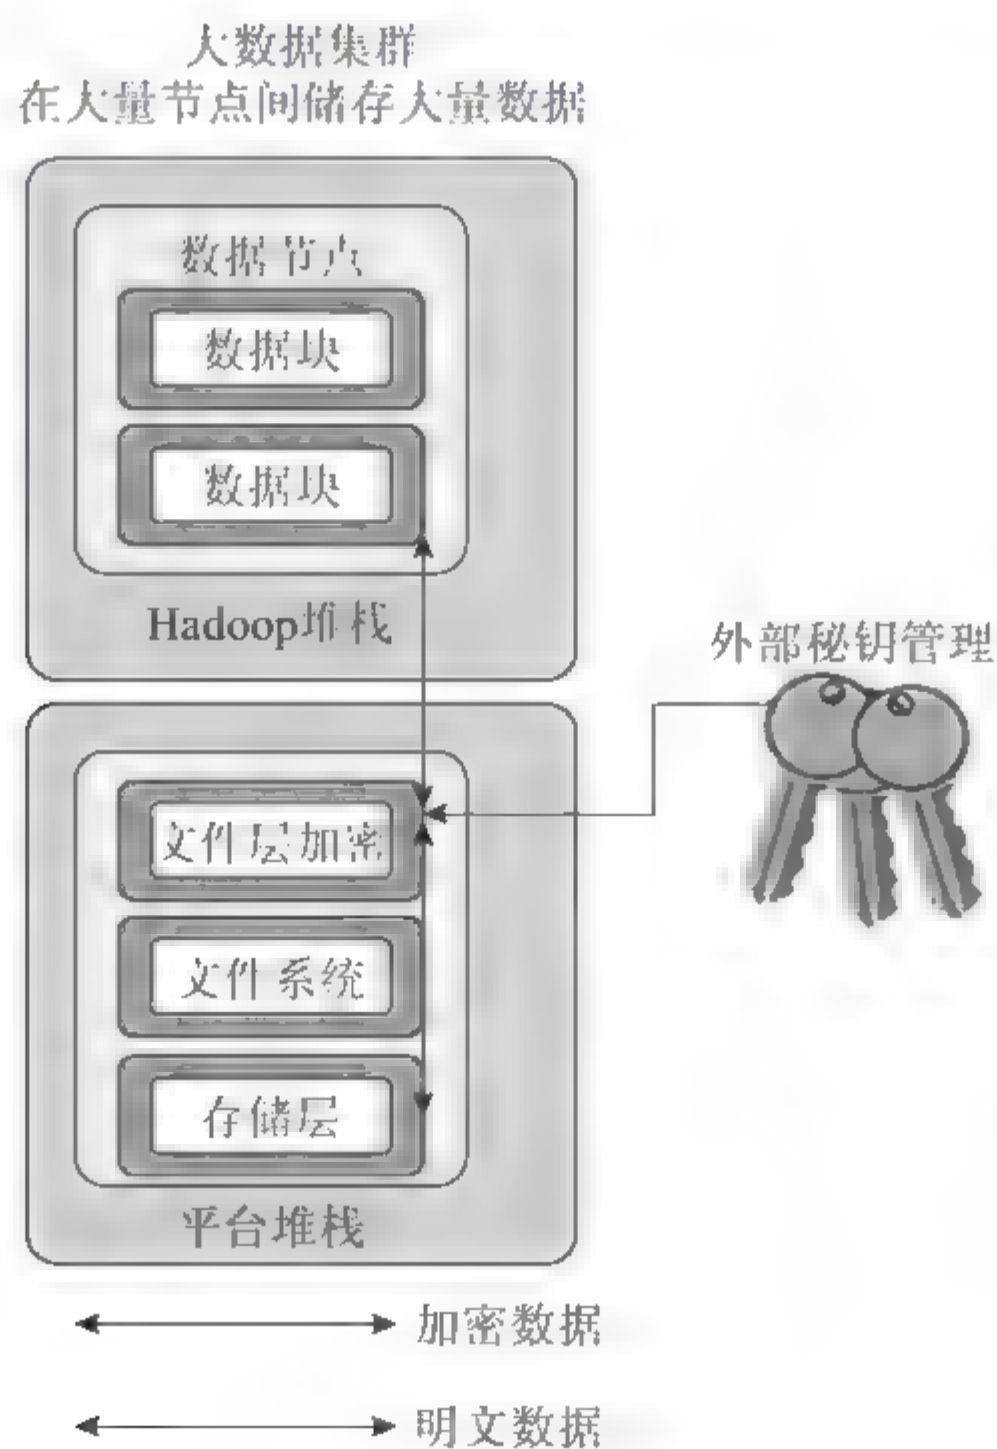 大数据集群
在大量节点间储存大量数据
数据节点
数据块
数据块
Hadoop堆栈
外部秘钥管理
文件层加密
文件系统
存储层
平台堆栈
加密数据
明文数据